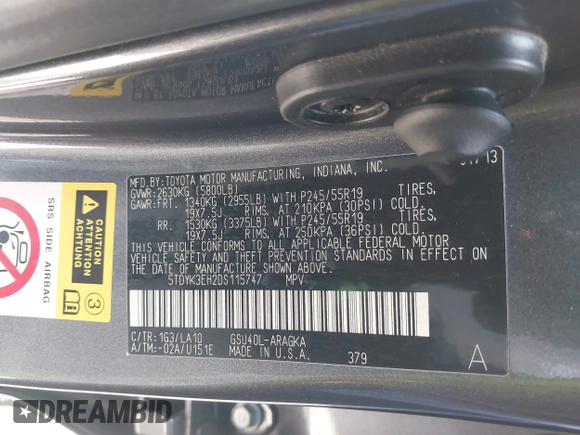 MFD.BY:TOYOTA MOTOR MANUFACTURING, INDIANA, INC.
GVWR:2630KG (5800LB)
GAWR:FRT. 1340KG (2955LB) WITH P245/55R19 TIRES,
19X7.5J RIMS, AT 210KPA (30PSI) COLD
RR. 1530KG (3375LB) WITH P245/55R19 TIRES,
19X7.5J RIMS, AT 250KPA (36PSI) COLD.
THIS VEHICLE CONFORMS TO ALL APPLICABLE FEDERAL MOTOR
VEHICLE SAFETY AND THEFT PREVENTION STANDARDS IN EFFECT ON
THE DATE OF MANUFACTURE SHOWN ABOVE.
5TDYK3EH2DS115747 MPV
C/TR:1G3/LA10 GSU40L-ARAGKA
A/TM:-02A/U151E MADE IN U.S.A. 379 A
SRS SIDE AIRBAG
CAUTION
ATTENTION
ACHTUNG
3
DREAMBID